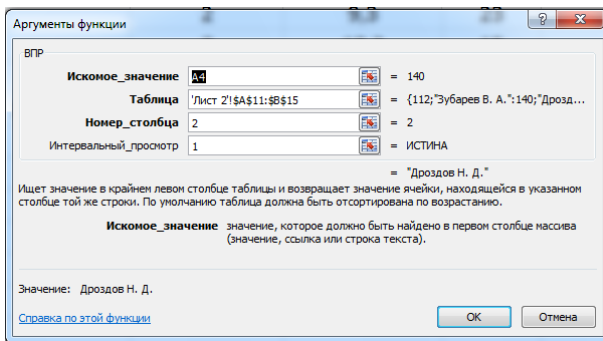 Аргументы функции
ВПР
Искомое_значение A4 = 140
Таблица 'Лист 2'!$A$11:$B$15 = {112;"Зубарев В. А.":140;"Дрозд...
Номер_столбца 2 = 2
Интервальный_просмотр 1 = ИСТИНА
= "Дроздов Н. Д."
Ищет значение в крайнем левом столбце таблицы и возвращает значение ячейки, находящейся в указанном
столбце той же строки. По умолчанию таблица должна быть отсортирована по возрастанию.
Искомое_значение значение, которое должно быть найдено в первом столбце массива
(значение, ссылка или строка текста).
Значение: Дроздов Н. Д.
Справка по этой функции
ОК
Отмена